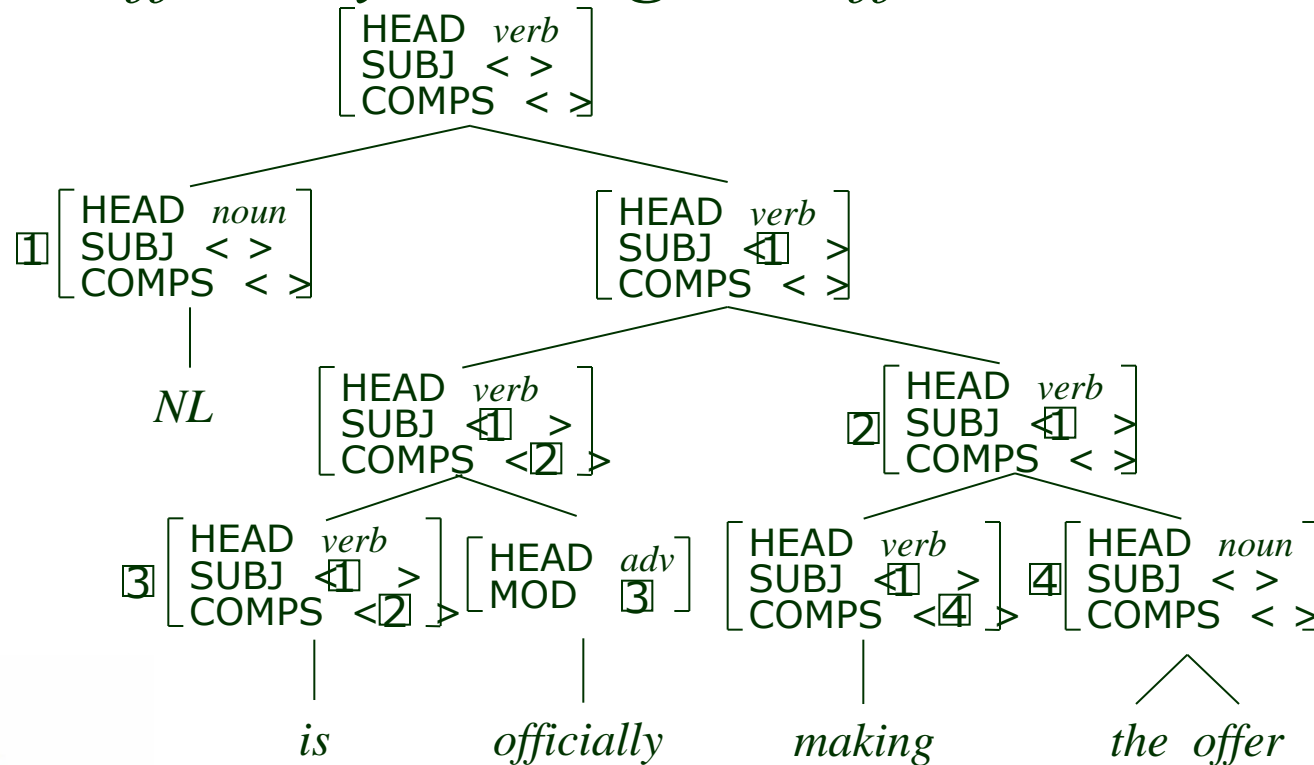 HEAD verb
SUBJ < >
COMPS < >
1
HEAD noun
SUBJ < >
COMPS < >
HEAD verb
SUBJ <1 >
COMPS < >
NL
HEAD verb
SUBJ <1 >
COMPS <2 >
2
HEAD verb
SUBJ <1 >
COMPS < >
3
HEAD verb
SUBJ <1 >
COMPS <2 >
HEAD adv
MOD 3
HEAD verb
SUBJ <1 >
COMPS <4 >
4
HEAD noun
SUBJ < >
COMPS < >
is
officially
making
the offer